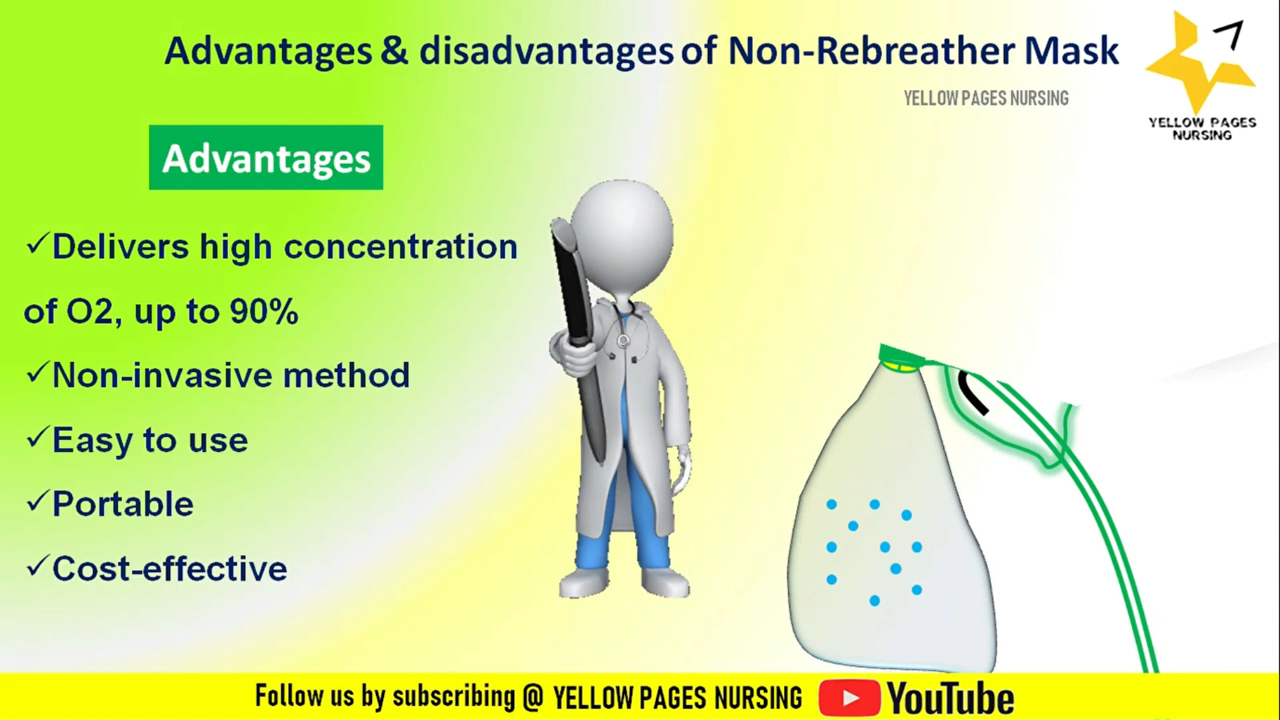 Advantages & disadvantages of Non-Rebreather Mask
YELLOW PAGES NURSING
YELLOW PAGES
NURSING
Advantages
✓Delivers high concentration
of O2, up to 90%
✓Non-invasive method
✓Easy to use
✓Portable
✓Cost-effective
Follow us by subscribing @ YELLOW PAGES NURSING YouTube